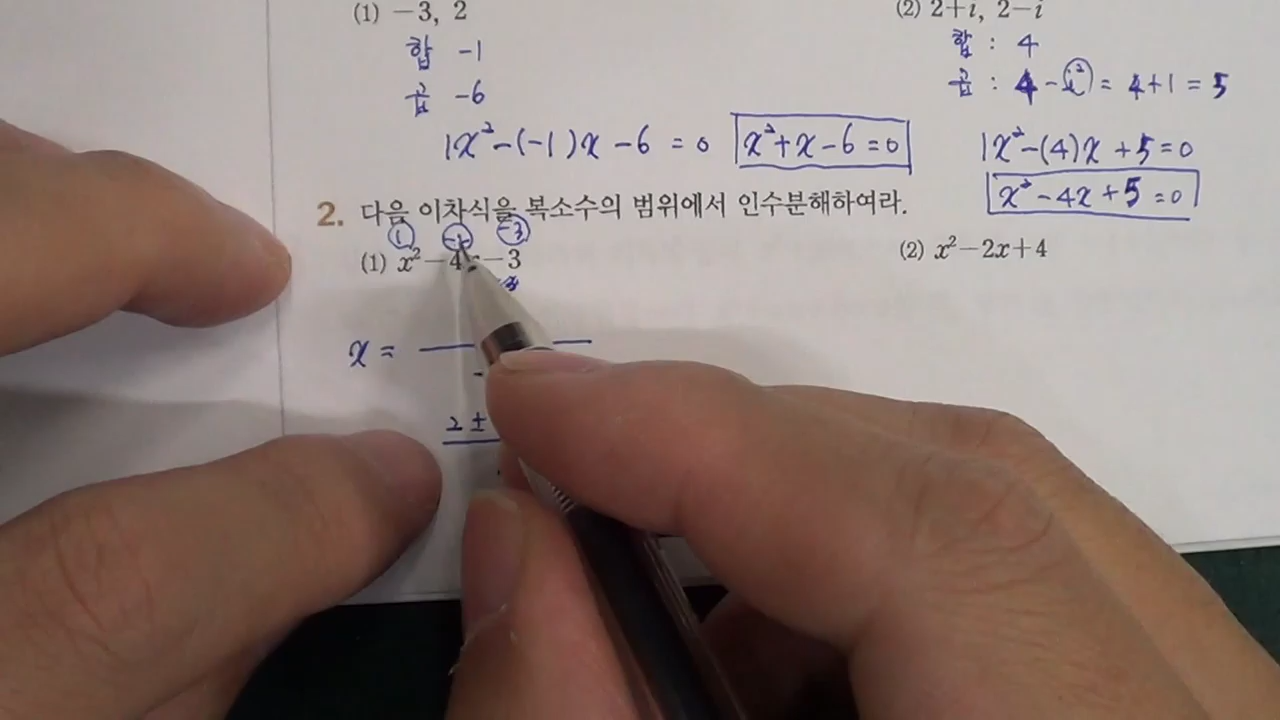 (1) −3, 2
합 -1
곱 -6
1x² -(-1)x -6 = 0 x²+x-6=0
(2) 2+i, 2−i
합 : 4
곱 : 4 - i² = 4+1 = 5
1x² -(4)x +5=0
x² -4x +5 =0
2. 다음 이차식을 복소수의 범위에서 인수분해하여라.
① -3
(1) x²−4 −3
x =
2 ±
(2) x²−2x+4